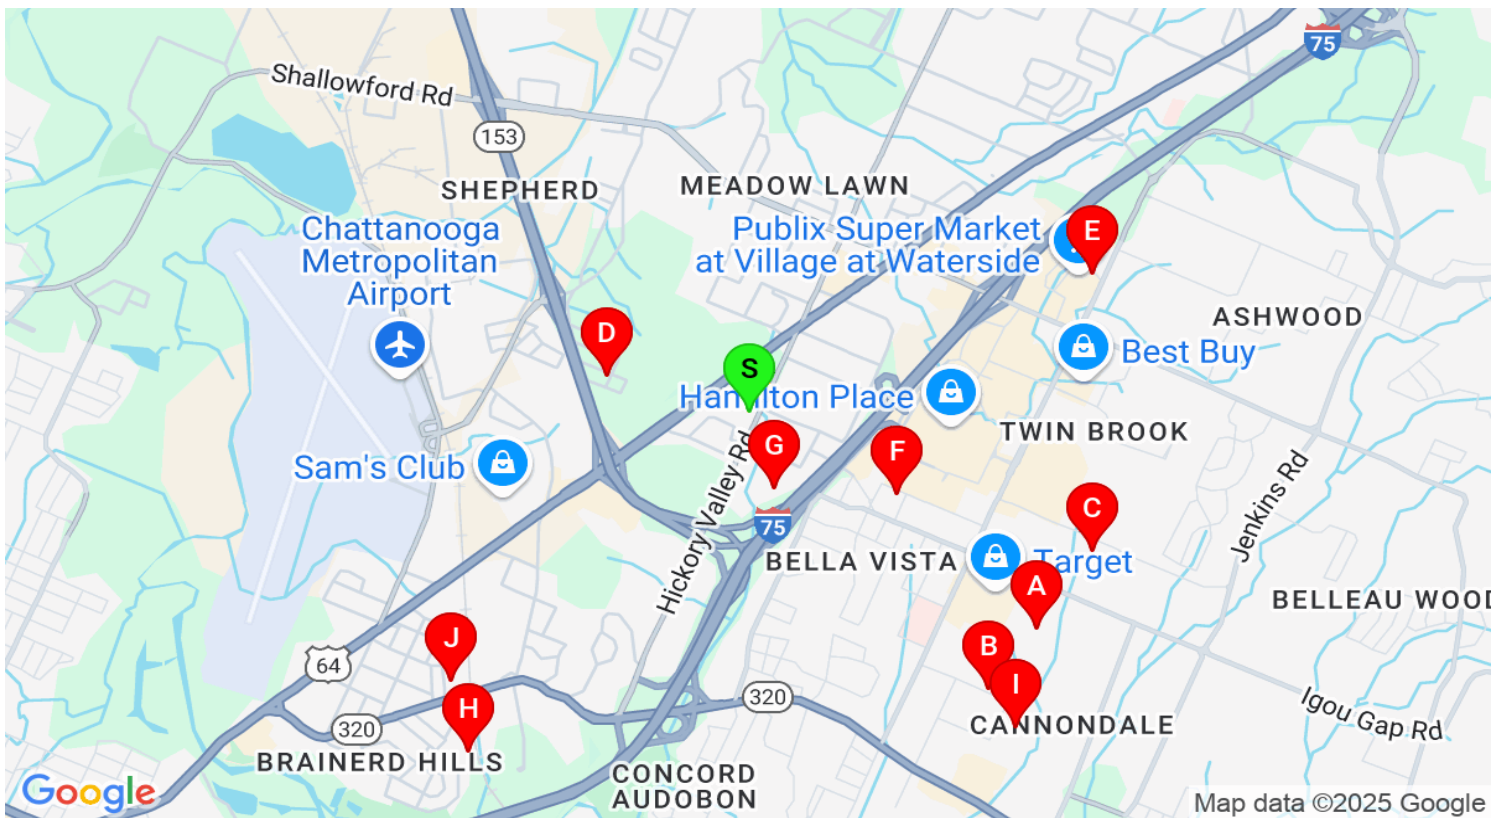 75
Shallowford Rd
153
SHEPHERD
MEADOW LAWN
Chattanooga
Metropolitan
Airport
Publix Super Market
at Village at Waterside
E
ASHWOOD
D
Best Buy
S
Hamilton Place
TWIN BROOK
G
F
Sam's Club
Hickory Valley Rd
C
Jenkins Rd
75
BELLA VISTA
Target
A
BELLEAU WOOD
J
B
64
I
H
320
320
CANNONDALE
Igou Gap Rd
BRAINERD HILLS
CONCORD
AUDOBON
Google
Map data ©2025 Google